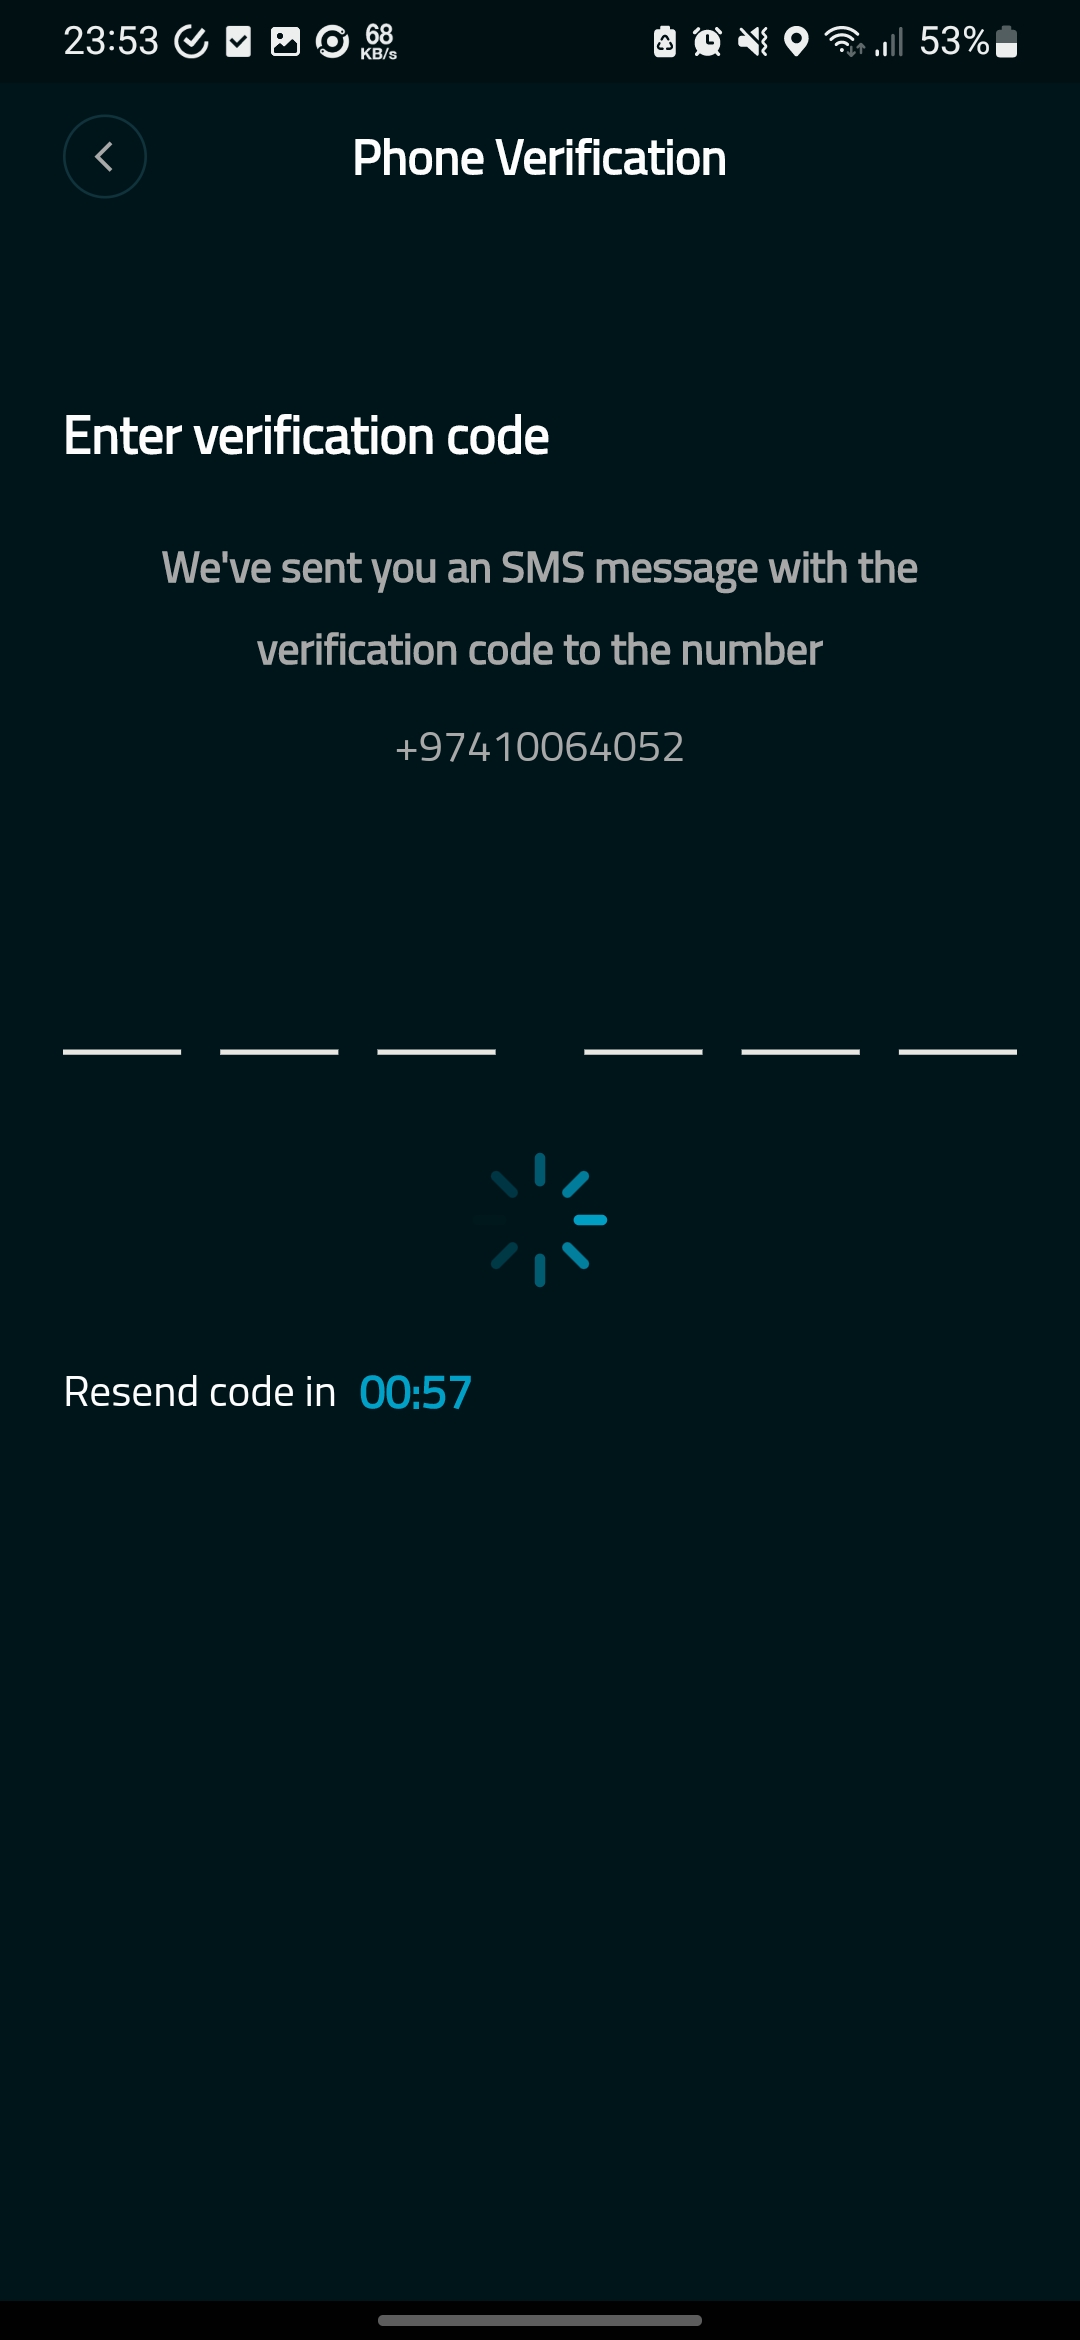 23:53 68 KB/s 53%
Phone Verification
Enter verification code
We've sent you an SMS message with the
verification code to the number
+97410064052
Resend code in 00:57